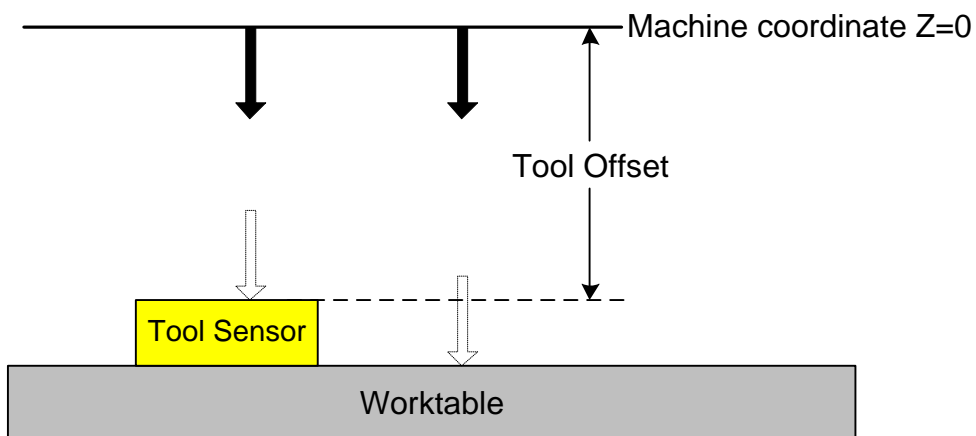 Machine coordinate Z=0
Tool Offset
Tool Sensor
Worktable